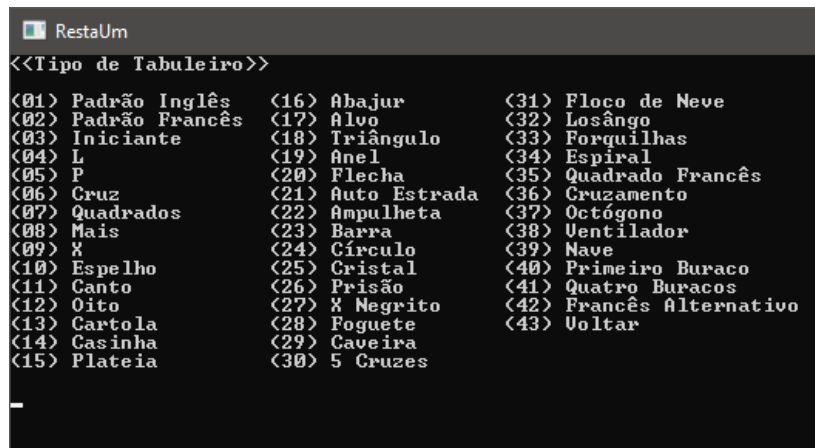 RestaUm
<<Tipo de Tabuleiro>>
(01) Padrão Inglês (16) Abajur (31) Floco de Neve
(02) Padrão Francês (17) Alvo (32) Losângo
(03) Iniciante (18) Triângulo (33) Forquilhas
(04) L (19) Anel (34) Espiral
(05) P (20) Flecha (35) Quadrado Francês
(06) Cruz (21) Auto Estrada (36) Cruzamento
(07) Quadrados (22) Ampulheta (37) Octógono
(08) Mais (23) Barra (38) Ventilador
(09) X (24) Círculo (39) Nave
(10) Espelho (25) Cristal (40) Primeiro Buraco
(11) Canto (26) Prisão (41) Quatro Buracos
(12) Oito (27) X Negrito (42) Francês Alternativo
(13) Cartola (28) Foguete (43) Voltar
(14) Casinha (29) Caveira
(15) Plateia (30) 5 Cruzes